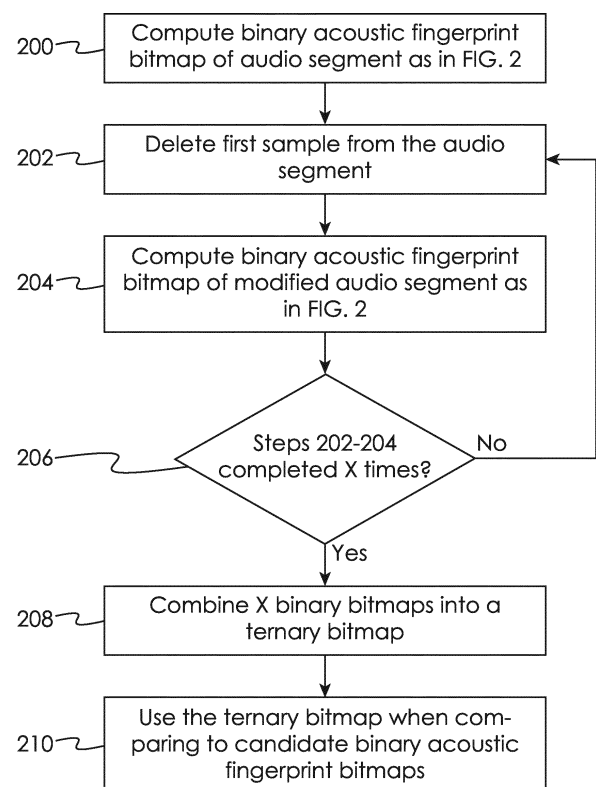 200
Compute binary acoustic fingerprint
bitmap of audio segment as in FIG. 2
202
Delete first sample from the audio
segment
204
Compute binary acoustic fingerprint
bitmap of modified audio segment as
in FIG. 2
206
Steps 202-204
completed X times?
No
Yes
208
Combine X binary bitmaps into a
ternary bitmap
210
Use the ternary bitmap when com-
paring to candidate binary acoustic
fingerprint bitmaps